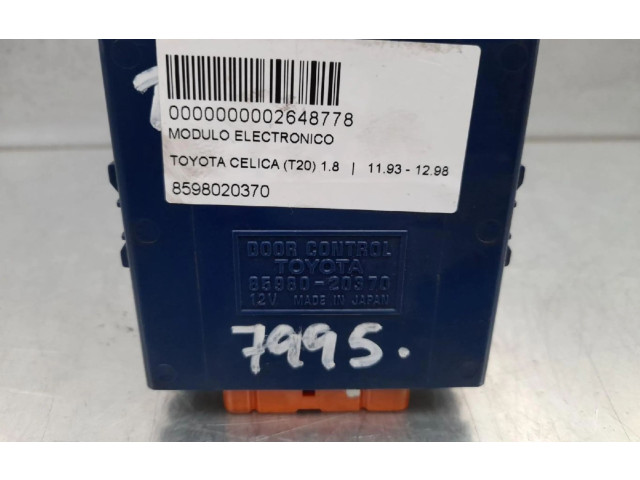 0000000002648778
MODULO ELECTRONICO
TOYOTA CELICA (T20) 1.8 | 11.93 - 12.98
8598020370
DOOR CONTROL
TOYOTA
85980-20370
12V MADE IN JAPAN
7995.